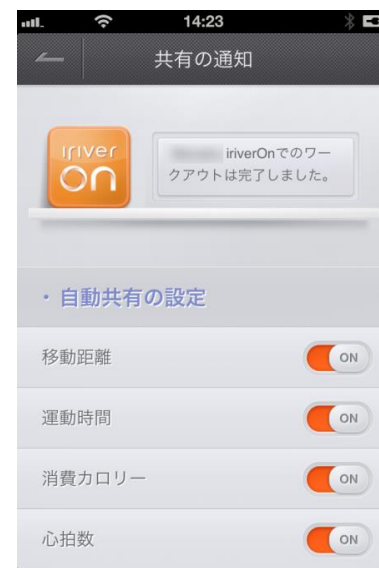 14:23
共有の通知
iriver
on
iriverOnでのワー
クアウトは完了しました。
・自動共有の設定
移動距離
ON
運動時間
ON
消費カロリー
ON
心拍数
ON